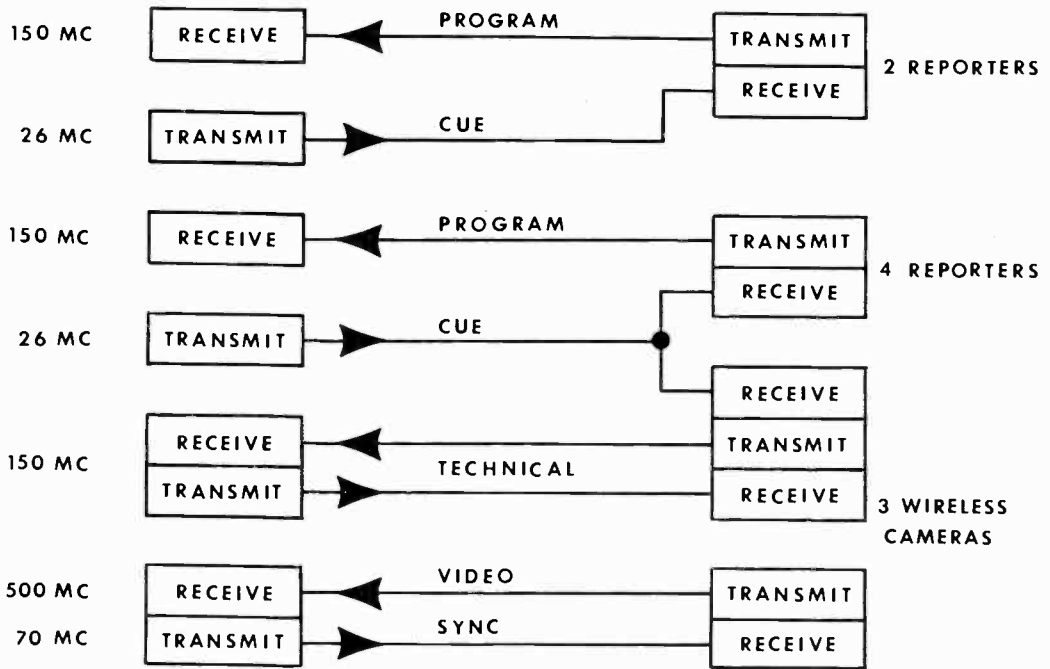 150 MC RECEIVE PROGRAM TRANSMIT
2 REPORTERS
RECEIVE
26 MC TRANSMIT CUE
150 MC RECEIVE PROGRAM TRANSMIT
4 REPORTERS
RECEIVE
26 MC TRANSMIT CUE
RECEIVE
150 MC RECEIVE TRANSMIT
TECHNICAL
TRANSMIT RECEIVE
3 WIRELESS
CAMERAS
500 MC RECEIVE VIDEO TRANSMIT
70 MC TRANSMIT SYNC RECEIVE